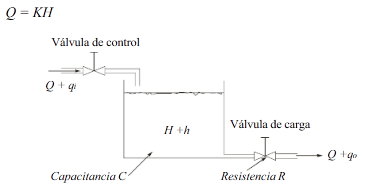 Q = KH
Válvula de control
Q + qi
H +h
Válvula de carga
Q +qo
Capacitancia C
Resistencia R